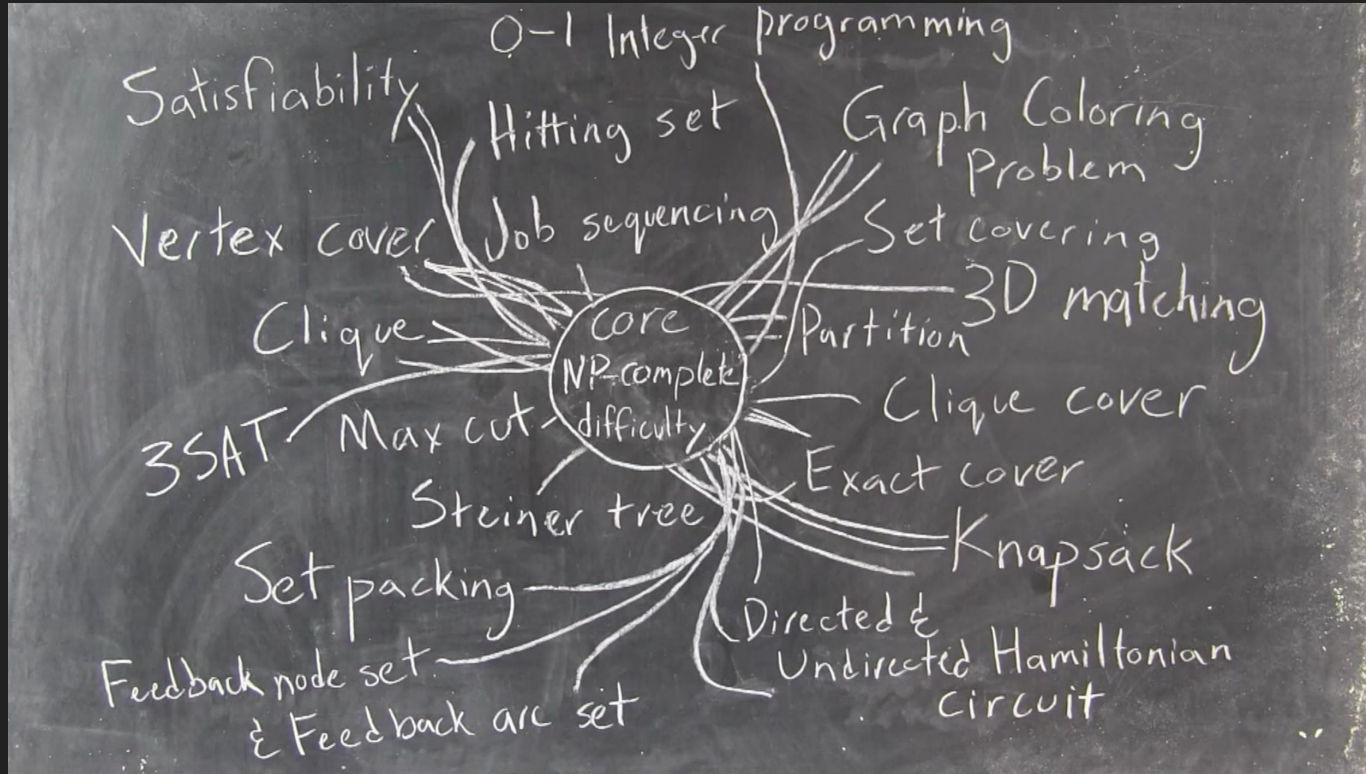 0-1 Integer programming
Satisfiability
Hitting set
Graph Coloring
Problem
Vertex cover
Job sequencing
Set covering
3D matching
Clique
core
NP-complete
difficulty
Partition
Clique cover
3SAT
Max cut
Exact cover
Steiner tree
Knapsack
Set packing
Directed &
Undirected Hamiltonian
Circuit
Feedback node set
& Feedback arc set